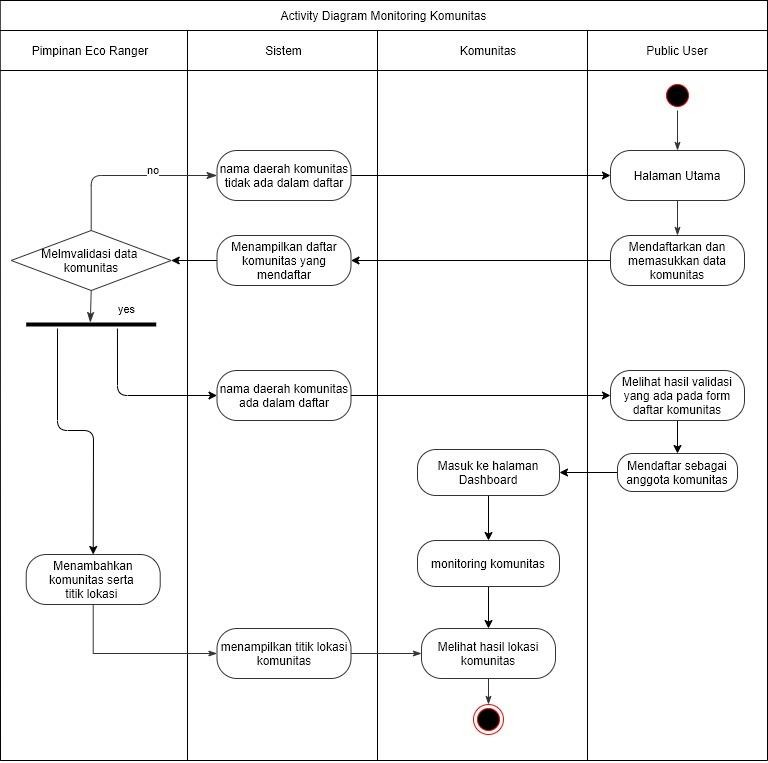 Activity Diagram Monitoring Komunitas
Pimpinan Eco Ranger
Sistem
Komunitas
Public User
no
nama daerah komunitas
tidak ada dalam daftar
Halaman Utama
Melmvalidasi data
komunitas
Menampilkan daftar
komunitas yang
mendaftar
Mendaftarkan dan
memasukkan data
komunitas
yes
nama daerah komunitas
ada dalam daftar
Melihat hasil validasi
yang ada pada form
daftar komunitas
Masuk ke halaman
Dashboard
Mendaftar sebagai
anggota komunitas
monitoring komunitas
Menambahkan
komunitas serta
titik lokasi
menampilkan titik lokasi
komunitas
Melihat hasil lokasi
komunitas